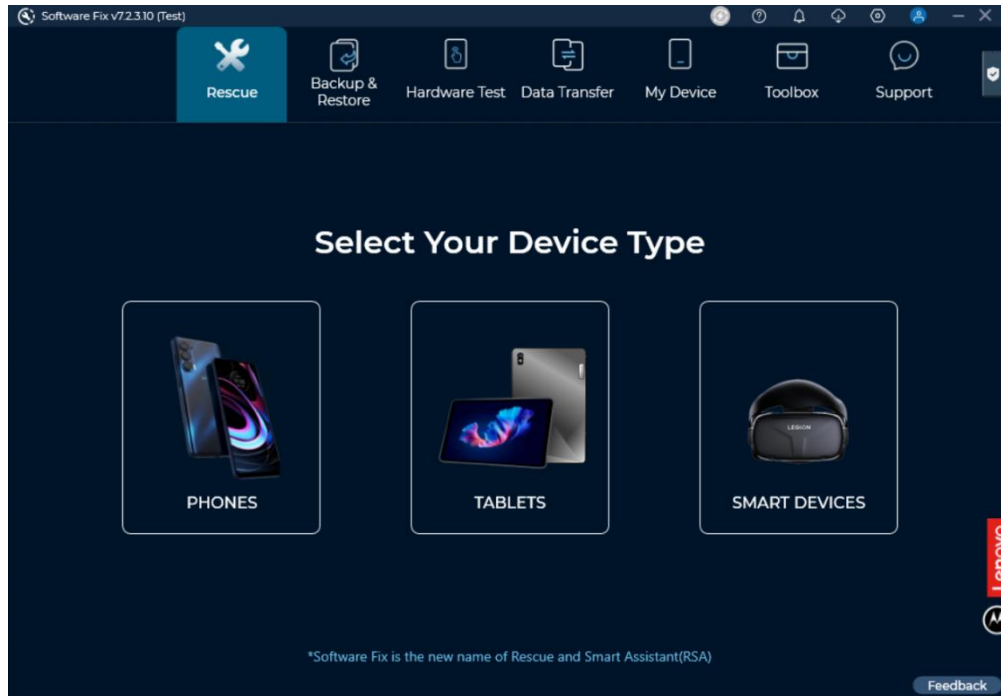 Software Fix v7.2.3.10 (Test)
Rescue
Backup &
Restore
Hardware Test
Data Transfer
My Device
Toolbox
Support
Select Your Device Type
LEGION
PHONES
TABLETS
SMART DEVICES
Lenovo
*Software Fix is the new name of Rescue and Smart Assistant(RSA)
Feedback